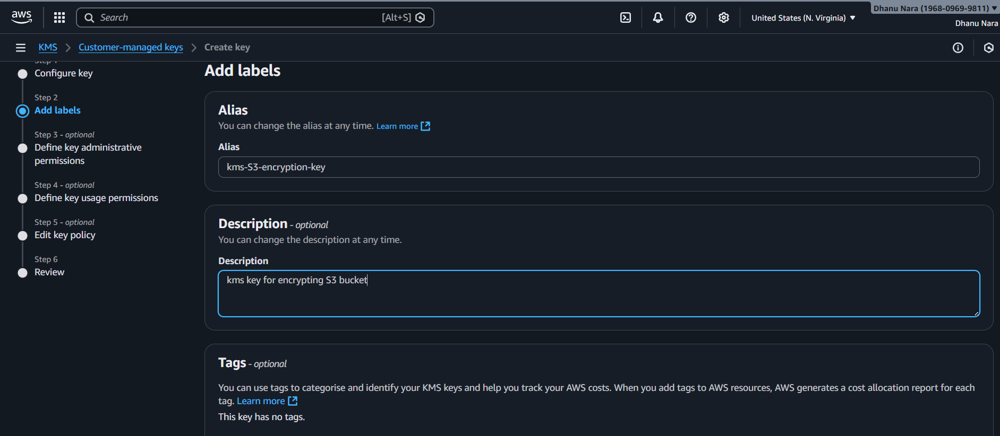 aws
Search [Alt+S]
United States (N. Virginia)
Dhanu Nara (1968-0969-9811)
Dhanu Nara
KMS
Customer-managed keys
Create key
Step 1
Configure key
Step 2
Add labels
Step 3 - optional
Define key administrative
permissions
Step 4 - optional
Define key usage permissions
Step 5 - optional
Edit key policy
Step 6
Review
Add labels
Alias
You can change the alias at any time. Learn more
Alias
kms-S3-encryption-key
Description - optional
You can change the description at any time.
Description
kms key for encrypting S3 bucket
Tags - optional
You can use tags to categorise and identify your KMS keys and help you track your AWS costs. When you add tags to AWS resources, AWS generates a cost allocation report for each
tag. Learn more
This key has no tags.